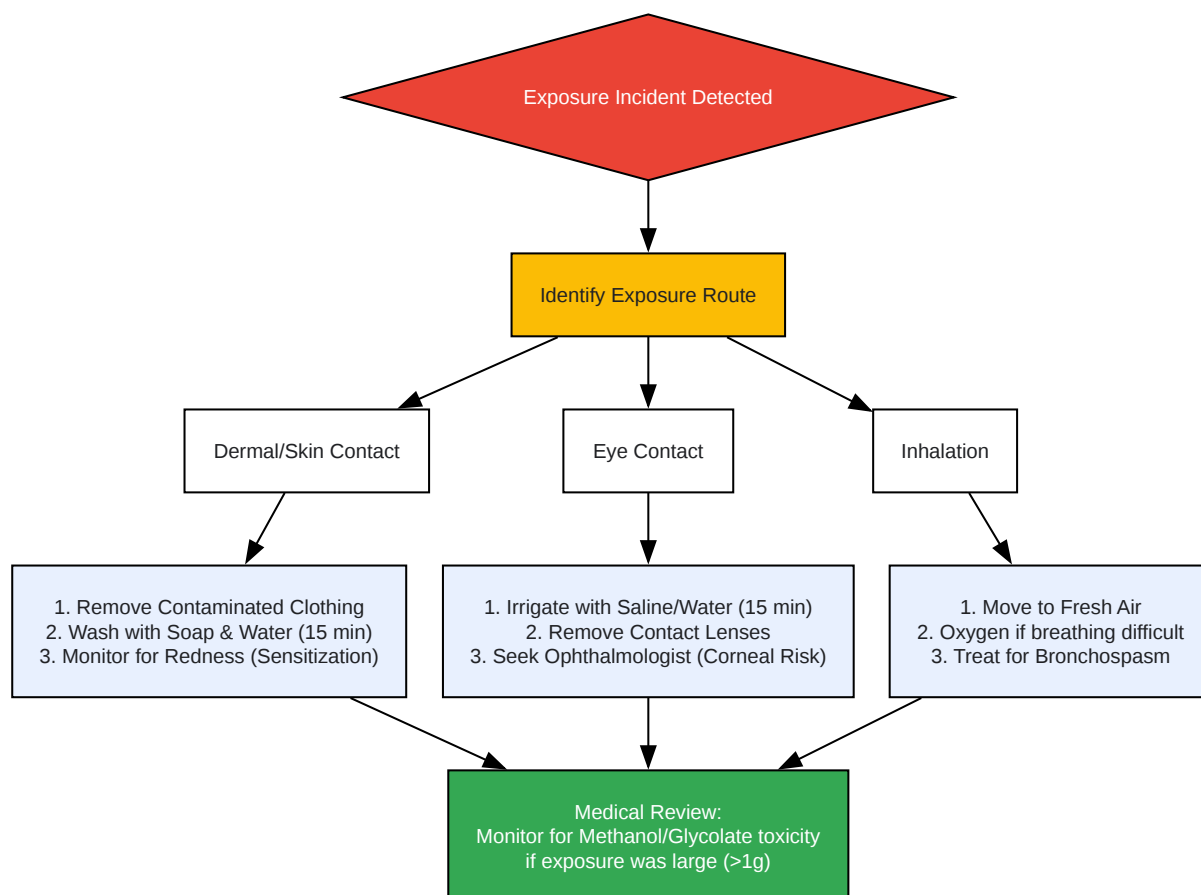 Exposure Incident Detected
Identify Exposure Route
Dermal/Skin Contact
Eye Contact
Inhalation
1. Remove Contaminated Clothing
2. Wash with Soap & Water (15 min)
3. Monitor for Redness (Sensitization)
1. Irrigate with Saline/Water (15 min)
2. Remove Contact Lenses
3. Seek Ophthalmologist (Corneal Risk)
1. Move to Fresh Air
2. Oxygen if breathing difficult
3. Treat for Bronchospasm
Medical Review:
Monitor for Methanol/Glycolate toxicity
if exposure was large (>1g)